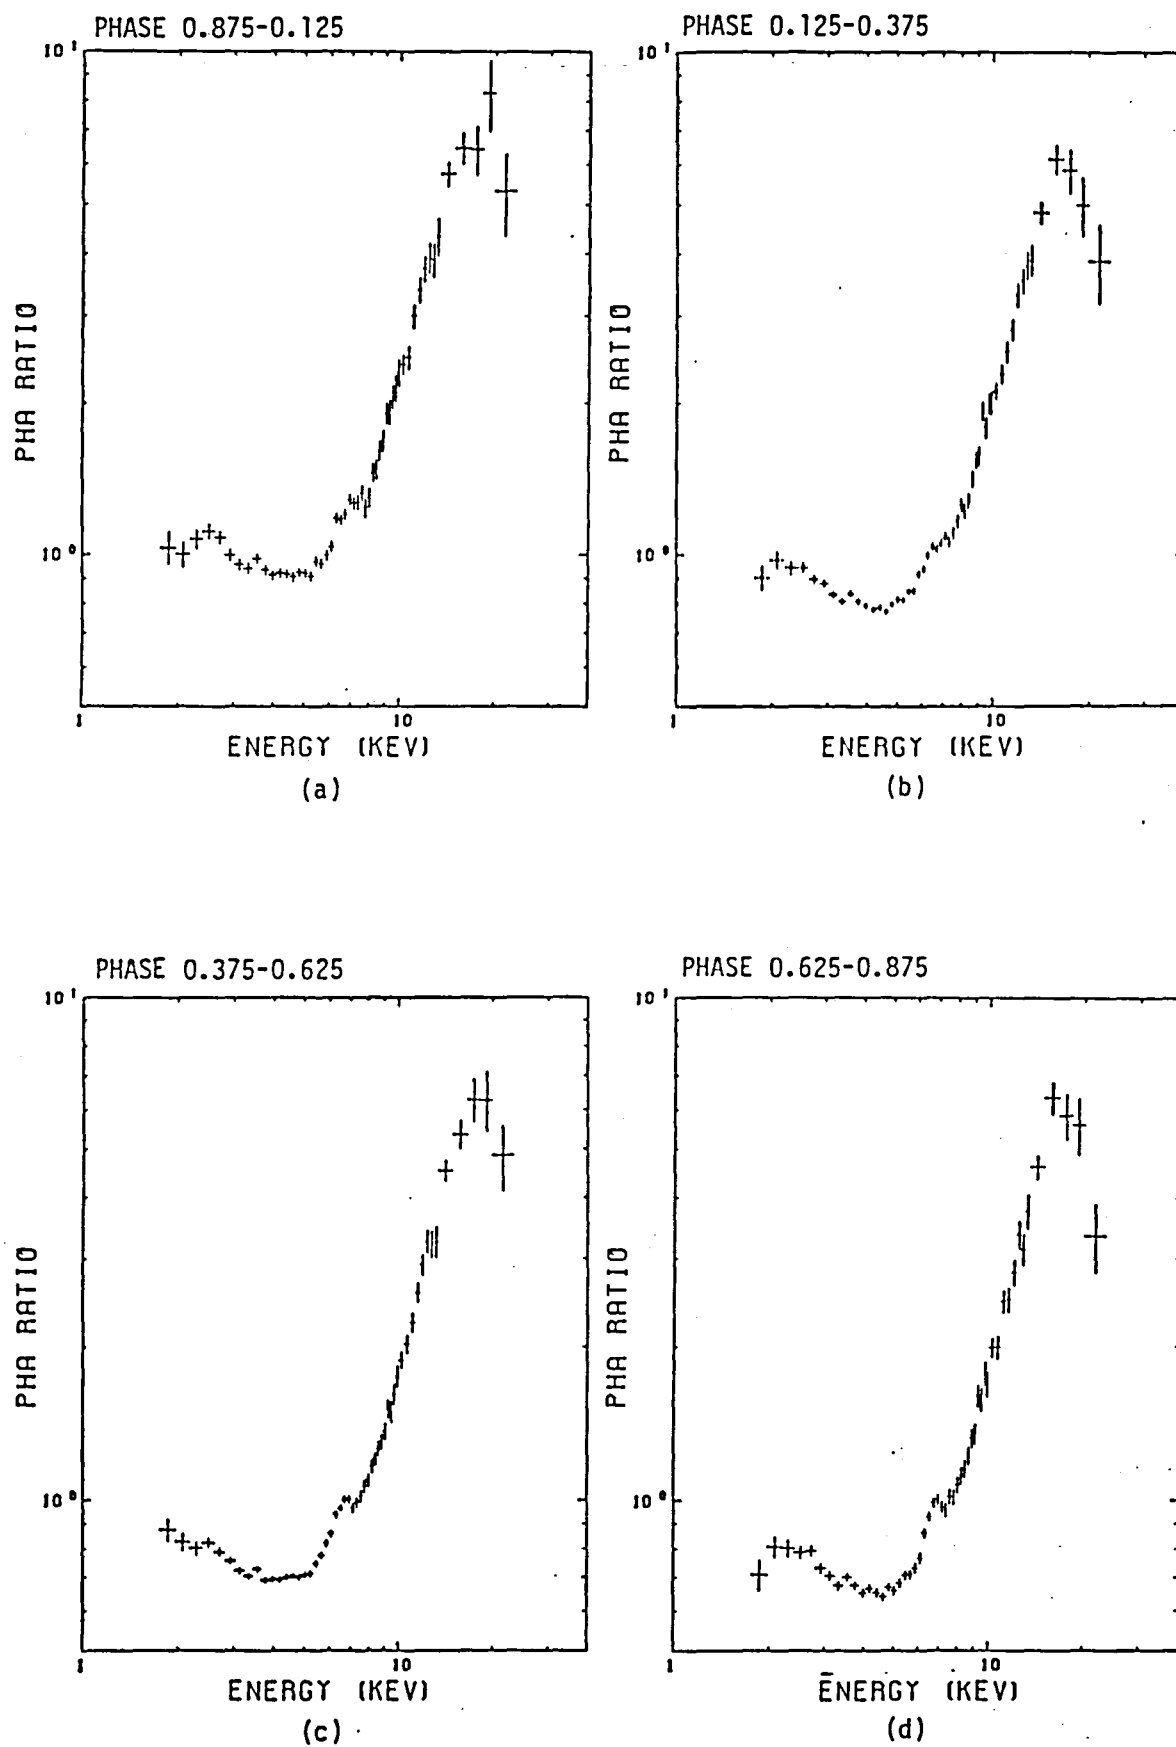 PHASE 0.875-0.125
10¹
PHA RATIO
10⁰
1 10
ENERGY (KEV)
(a)
PHASE 0.125-0.375
10¹
PHA RATIO
10⁰
1 10
ENERGY (KEV)
(b)
PHASE 0.375-0.625
10¹
PHA RATIO
10⁰
1 10
ENERGY (KEV)
(c)
PHASE 0.625-0.875
10¹
PHA RATIO
10⁰
1 10
ENERGY (KEV)
(d)